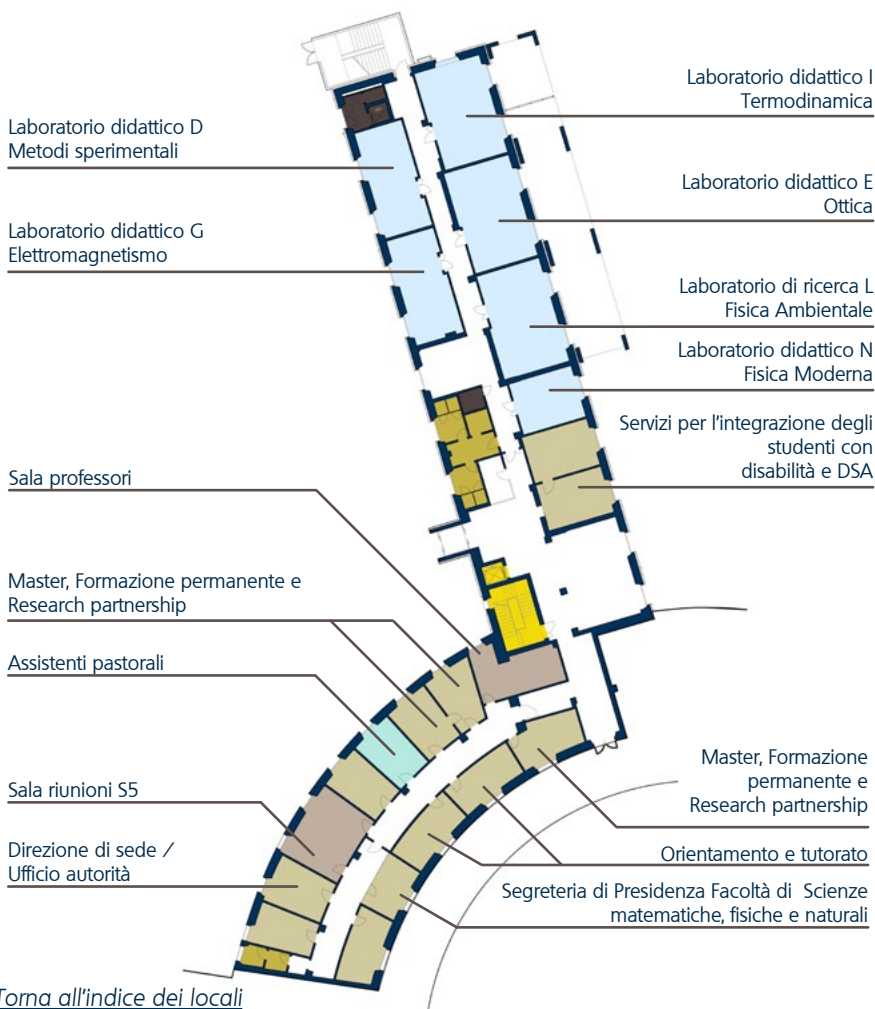 Laboratorio didattico I
Termodinamica
Laboratorio didattico D
Metodi sperimentali
Laboratorio didattico E
Ottica
Laboratorio didattico G
Elettromagnetismo
Laboratorio di ricerca L
Fisica Ambientale
Laboratorio didattico N
Fisica Moderna
Servizi per l'integrazione degli
studenti con
disabilità e DSA
Sala professori
Master, Formazione permanente e
Research partnership
Assistenti pastorali
Master, Formazione
permanente e
Research partnership
Sala riunioni S5
Direzione di sede /
Ufficio autorità
Orientamento e tutorato
Segreteria di Presidenza Facoltà di Scienze
matematiche, fisiche e naturali
Torna all'indice dei locali